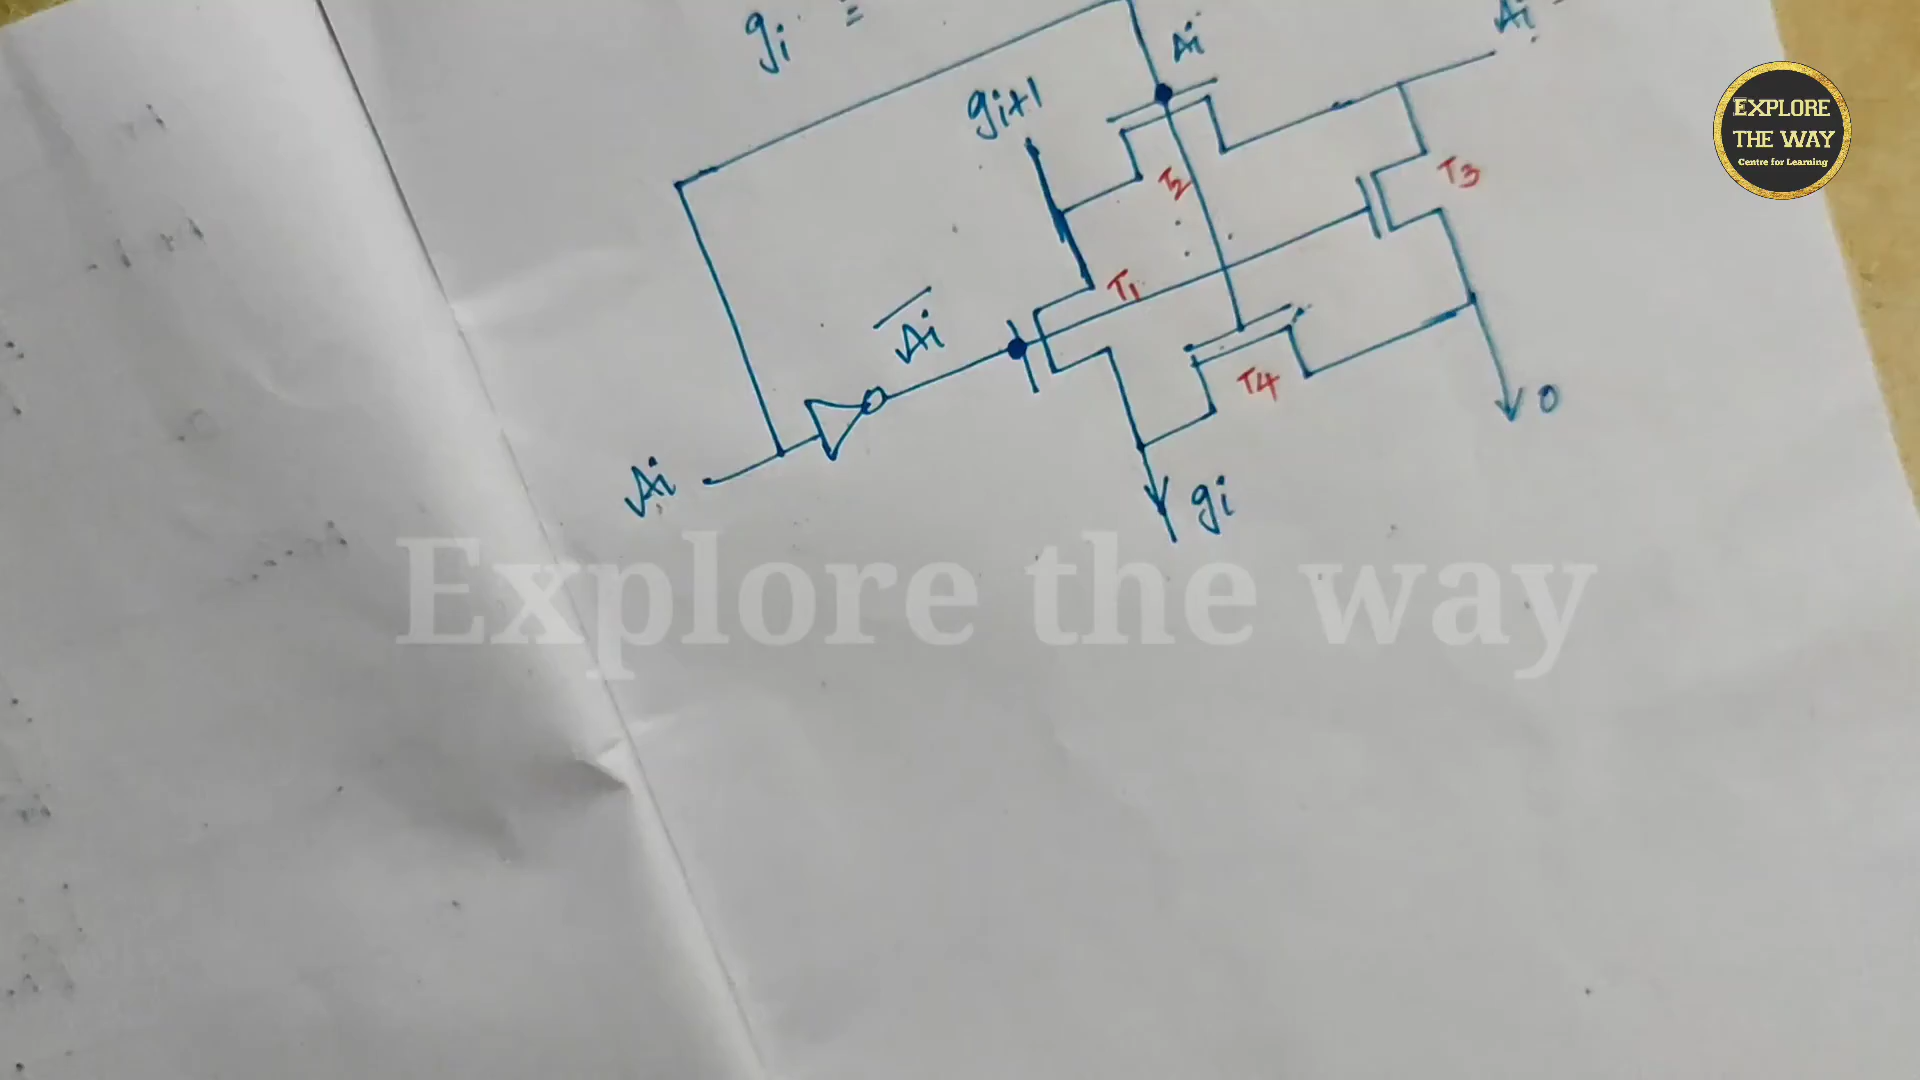 gi =
Ai
Ai
gi+1
T2
T3
T1
A̅i̅
T4
0
Ai
gi
EXPLORE
THE WAY
Centre for Learning
Explore the way